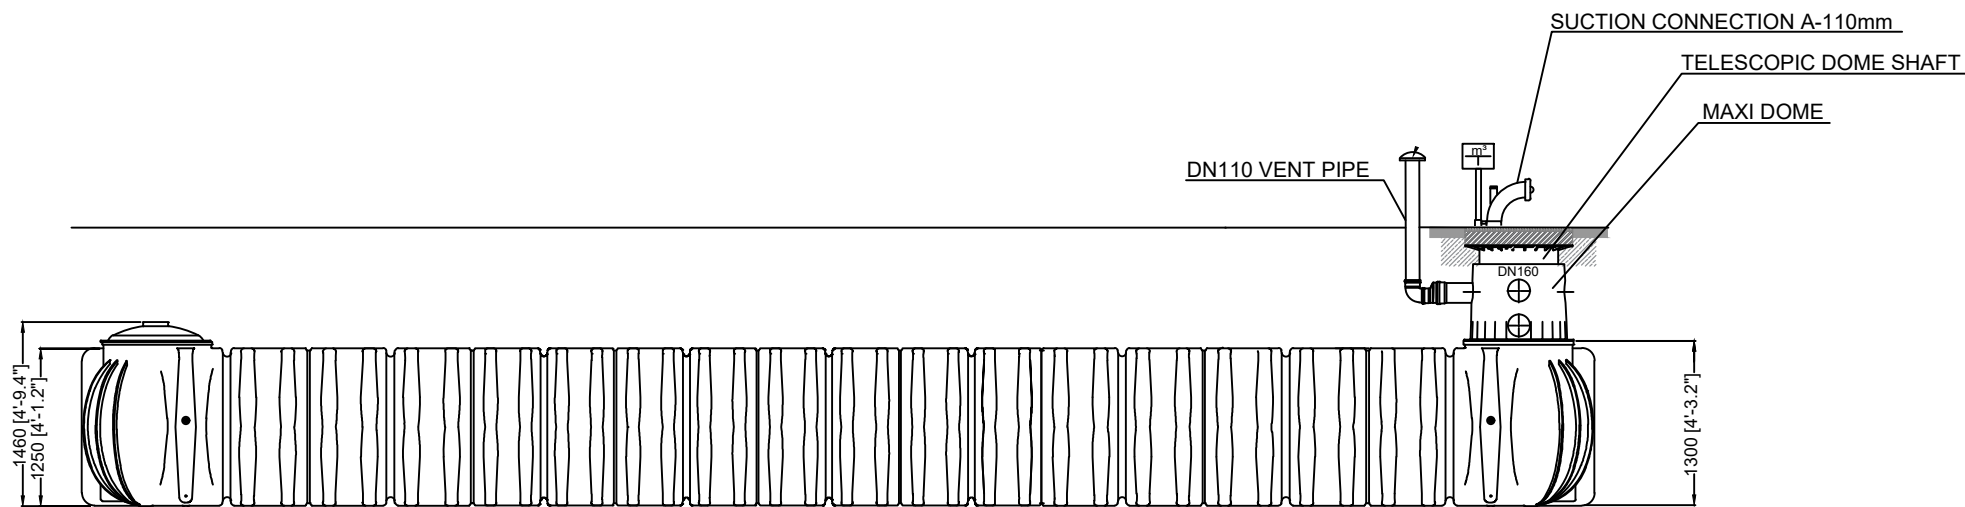 SUCTION CONNECTION A-110mm
TELESCOPIC DOME SHAFT
MAXI DOME
m³
DN110 VENT PIPE
DN160
1460 [4'-9.4"]
1250 [4'-1.2"]
1300 [4'-3.2"]